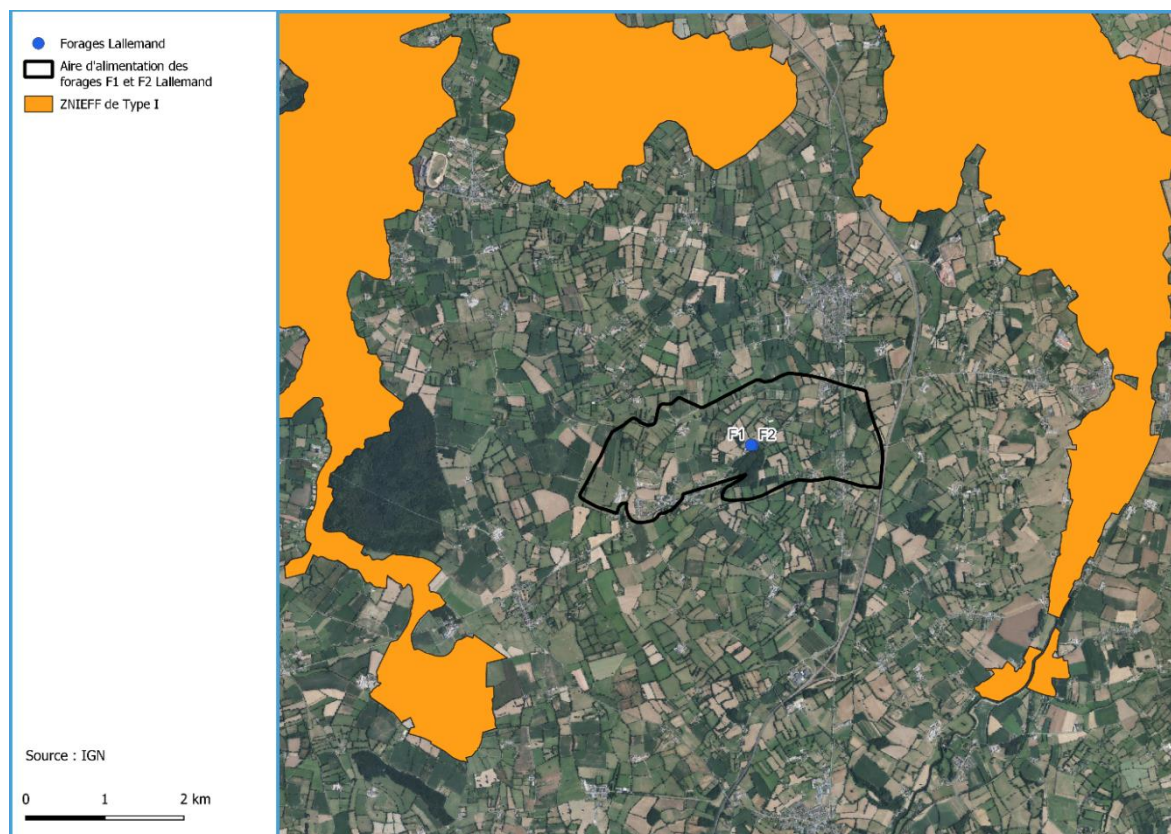 Forages Lallemand
Aire d'alimentation des
forages F1 et F2 Lallemand
ZNIEFF de Type I
F1 F2
Source : IGN
0 1 2 km